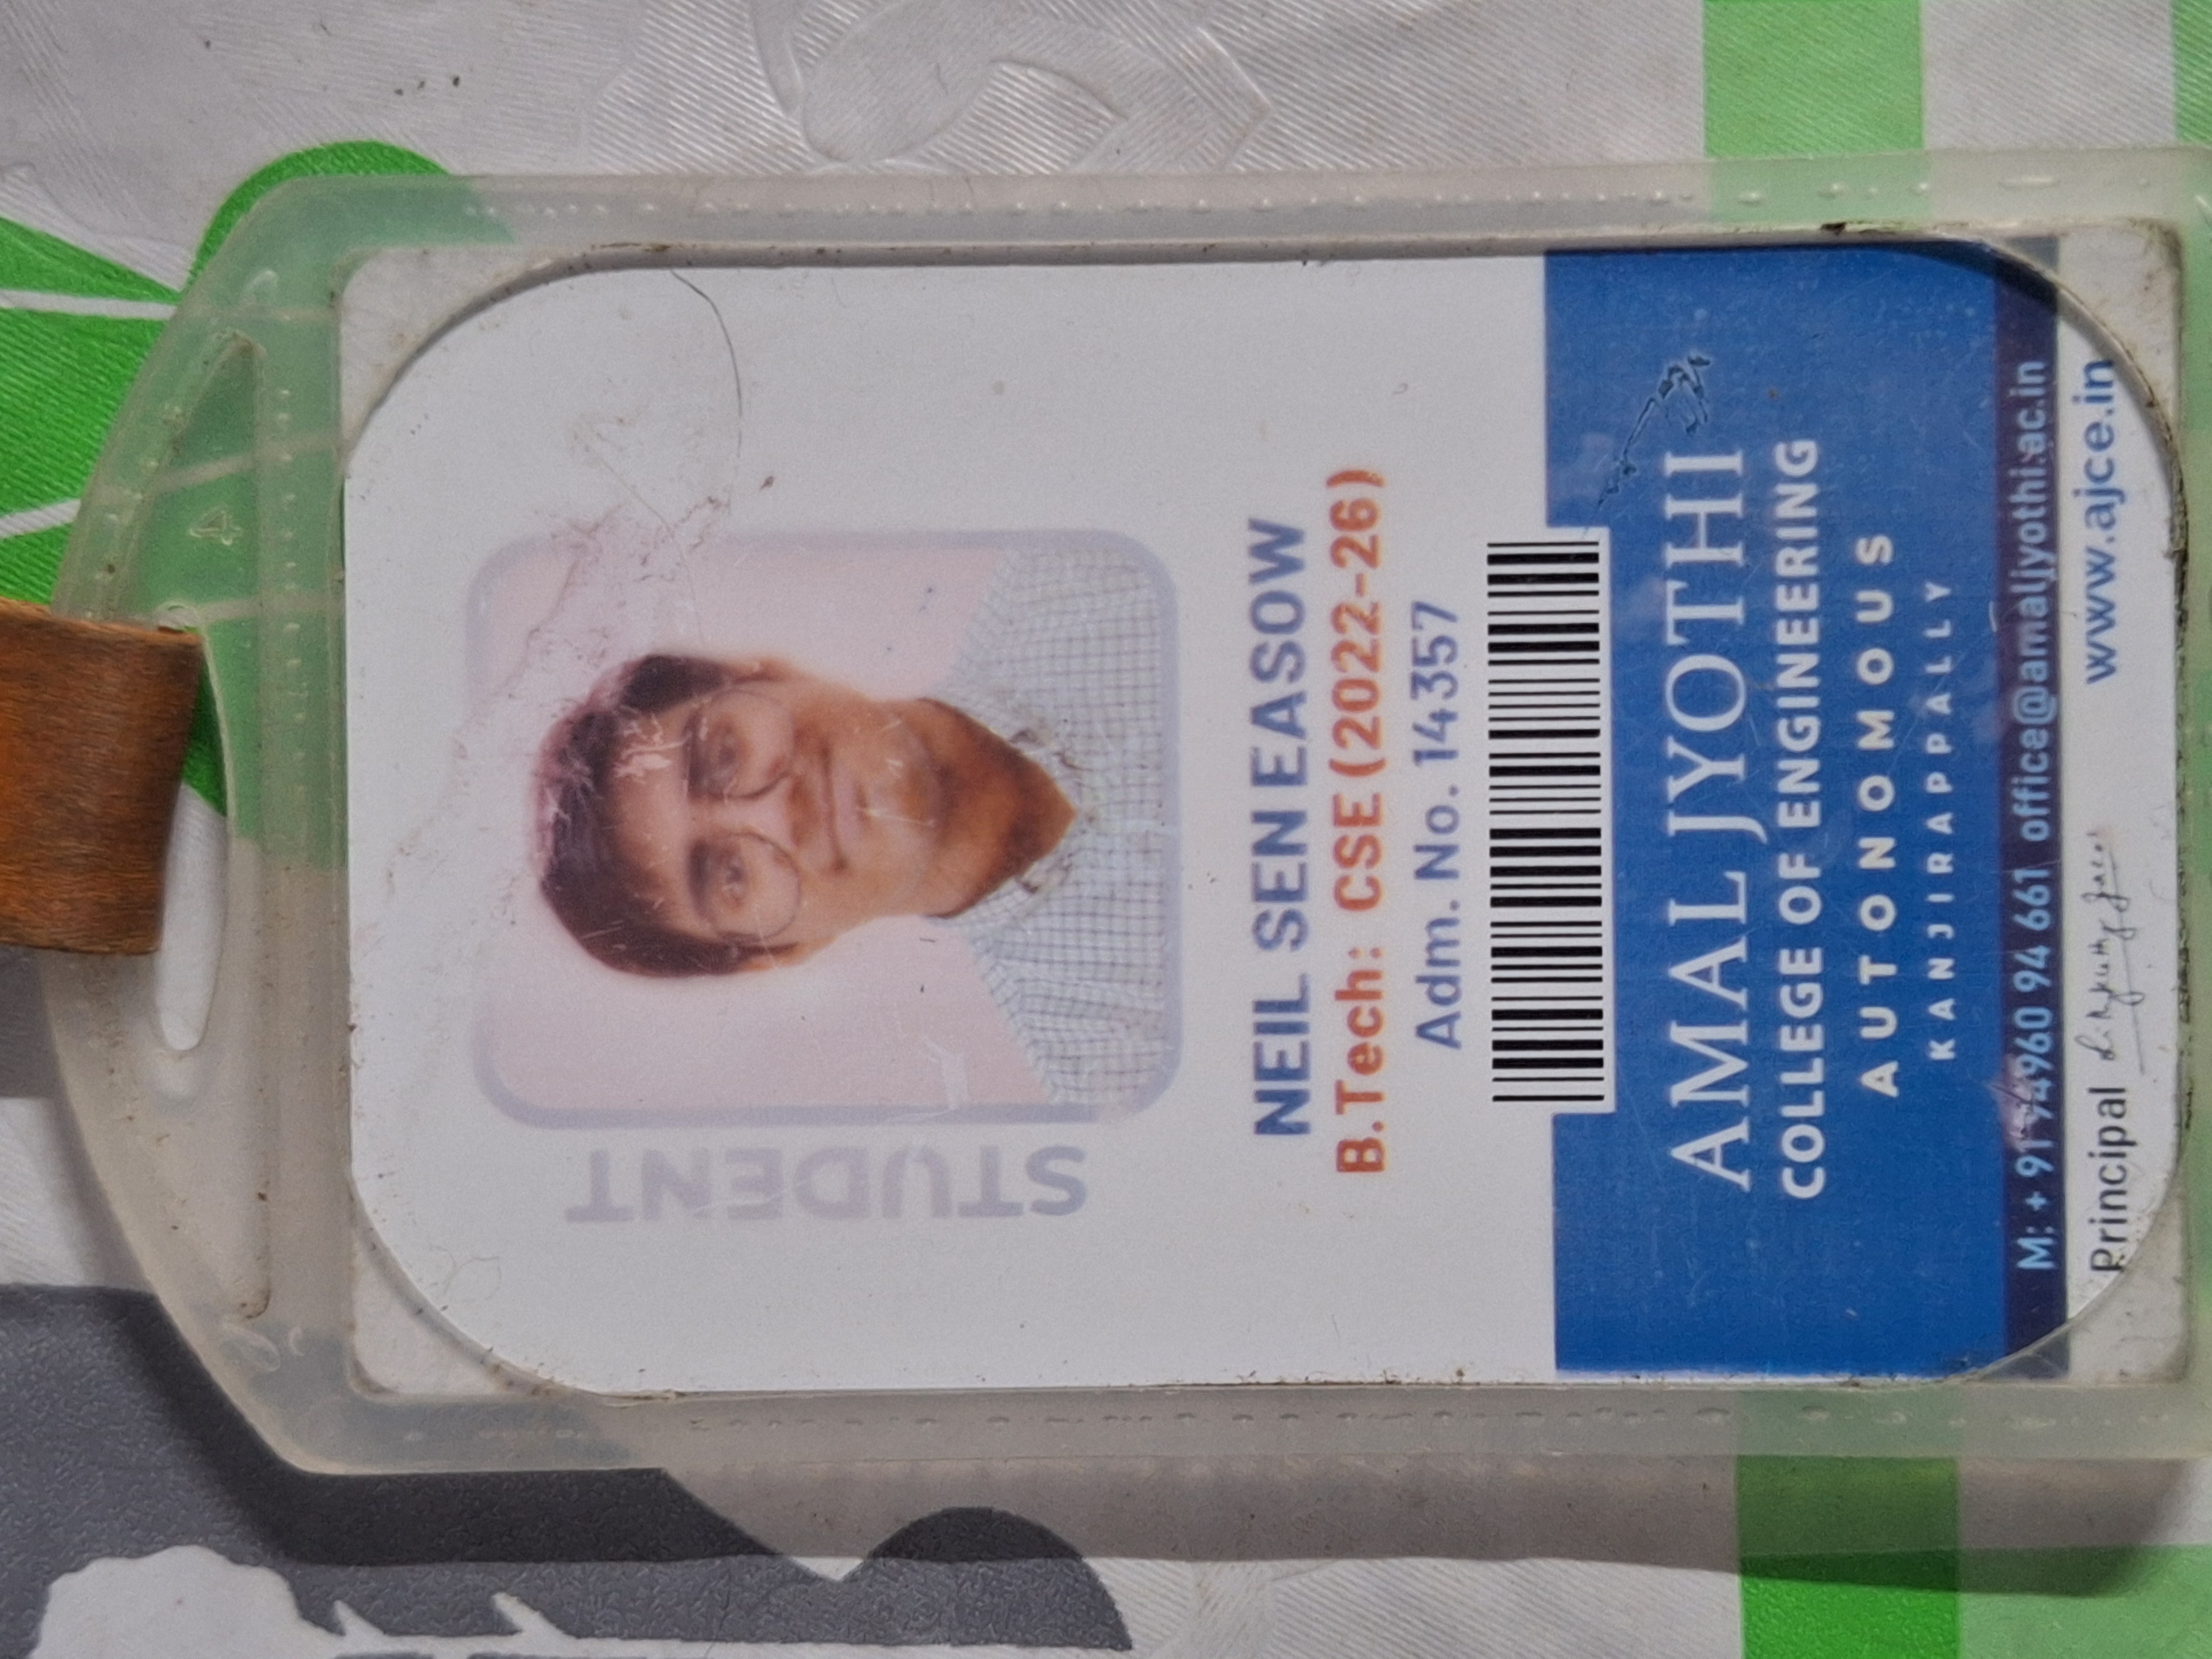 STUDENT
NEIL SEN EASOW
B.Tech: CSE (2022-26)
Adm. No. 14357
AMAL JYOTHI
COLLEGE OF ENGINEERING
AUTONOMOUS
KANJIRAPPALLY
M: + 91 94960 94 661 office@amaljyothi.ac.in
Principal www.ajce.in